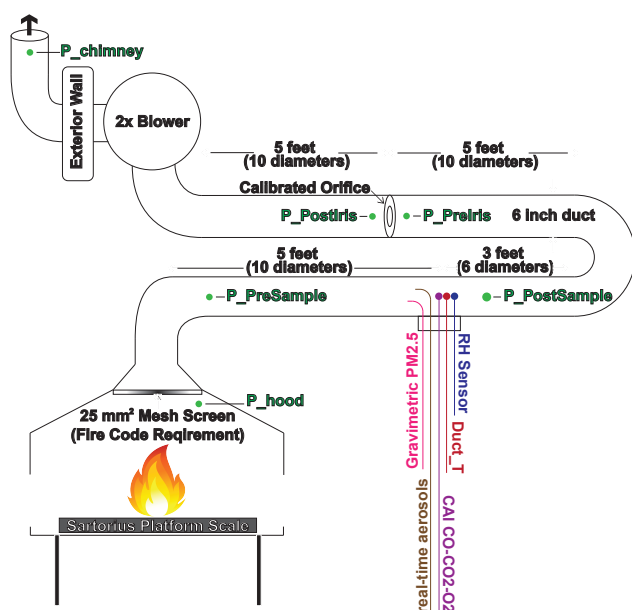 P_chimney
Exterior Wall
2x Blower
5 feet
(10 diameters)
5 feet
(10 diameters)
Calibrated Orifice
P_PostIris
P_PreIris
6 inch duct
5 feet
(10 diameters)
3 feet
(6 diameters)
P_PreSample
P_PostSample
P_hood
25 mm² Mesh Screen
(Fire Code Reqirement)
Sartorius Platform Scale
Gravimetric PM2.5
real-time aerosols
CAI CO-CO2-O2
Duct_T
RH Sensor